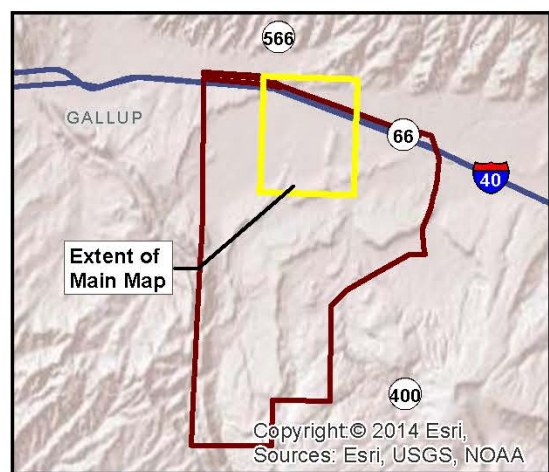 566
GALLUP
66
40
Extent of
Main Map
400
Copyright:© 2014 Esri,
Sources: Esri, USGS, NOAA